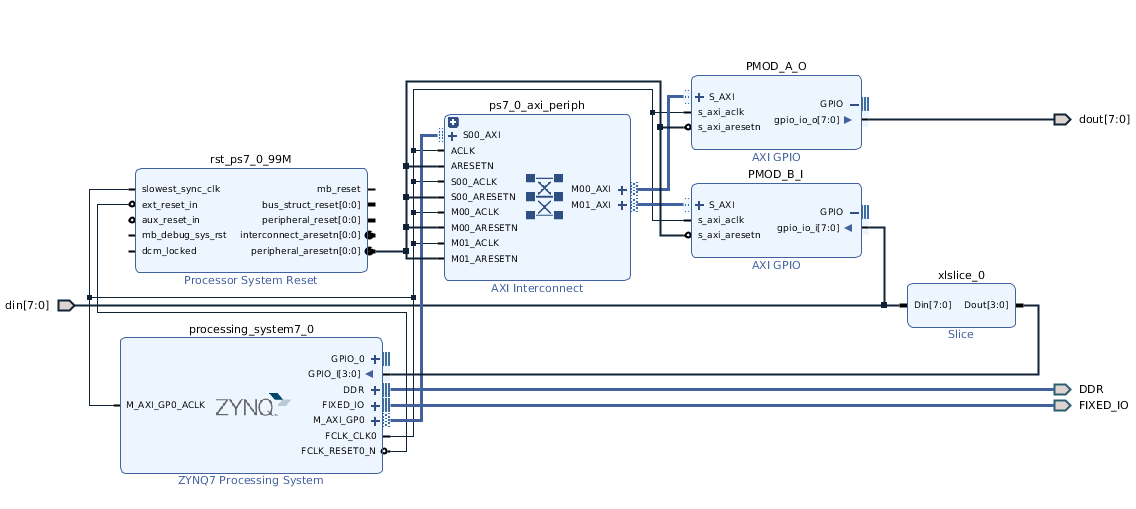 PMOD_A_O
S_AXI
s_axi_aclk
s_axi_aresetn
GPIO
gpio_io_o[7:0]
AXI GPIO
dout[7:0]
ps7_0_axi_periph
S00_AXI
ACLK
ARESETN
S00_ACLK
S00_ARESETN
M00_ACLK
M00_ARESETN
M01_ACLK
M01_ARESETN
M00_AXI
M01_AXI
AXI Interconnect
PMOD_B_I
S_AXI
s_axi_aclk
s_axi_aresetn
GPIO
gpio_io_i[7:0]
AXI GPIO
rst_ps7_0_99M
slowest_sync_clk
ext_reset_in
aux_reset_in
mb_debug_sys_rst
dcm_locked
mb_reset
bus_struct_reset[0:0]
peripheral_reset[0:0]
interconnect_aresetn[0:0]
peripheral_aresetn[0:0]
Processor System Reset
xlslice_0
Din[7:0]
Dout[3:0]
Slice
din[7:0]
processing_system7_0
M_AXI_GP0_ACLK
ZYNQ
GPIO_0
GPIO_I[3:0]
DDR
FIXED_IO
M_AXI_GP0
FCLK_CLK0
FCLK_RESET0_N
ZYNQ7 Processing System
DDR
FIXED_IO